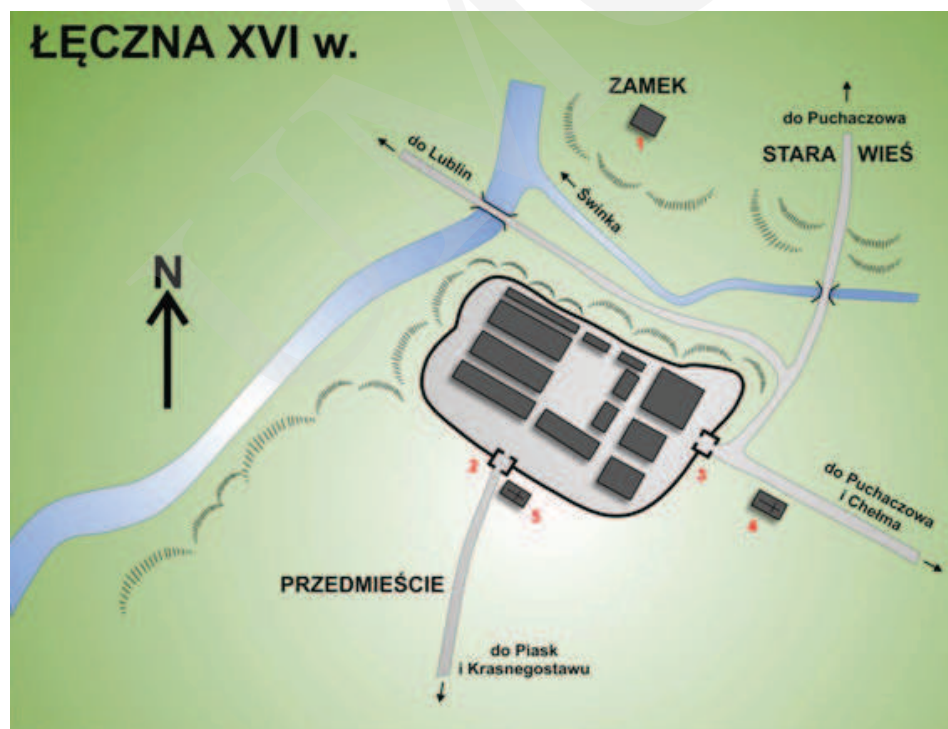 ŁĘCZNA XVI w.
ZAMEK
1
do Puchaczowa
STARA WIEŚ
do Lublin
Świnka
N
2
3
5
4
do Puchaczowa
i Chełma
PRZEDMIEŚCIE
do Piask
i Krasnegostawu